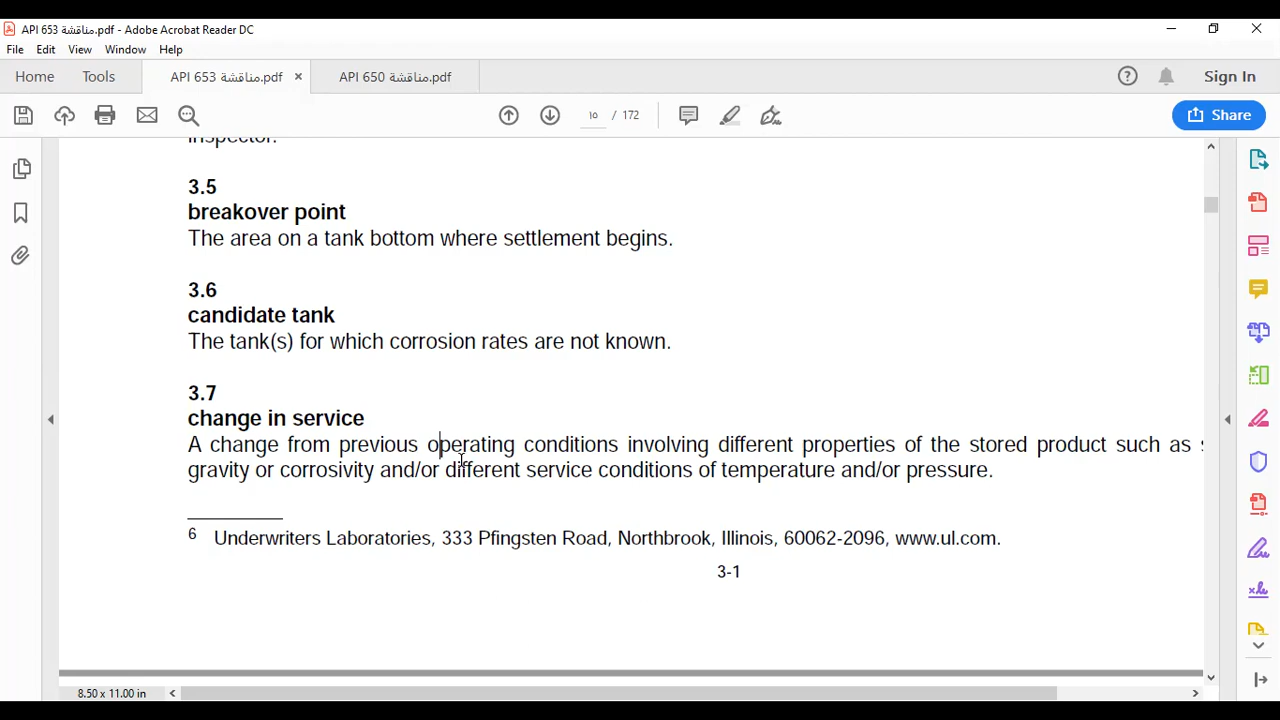 API 653 مناقشة.pdf - Adobe Acrobat Reader DC
File Edit View Window Help
Home Tools API 653 مناقشة.pdf × API 650 مناقشة.pdf Sign In
١٥ / 172 Share
inspector.
3.5
breakover point
The area on a tank bottom where settlement begins.
3.6
candidate tank
The tank(s) for which corrosion rates are not known.
3.7
change in service
A change from previous operating conditions involving different properties of the stored product such as s
gravity or corrosivity and/or different service conditions of temperature and/or pressure.
6 Underwriters Laboratories, 333 Pfingsten Road, Northbrook, Illinois, 60062-2096, www.ul.com.
3-1
8.50 x 11.00 in